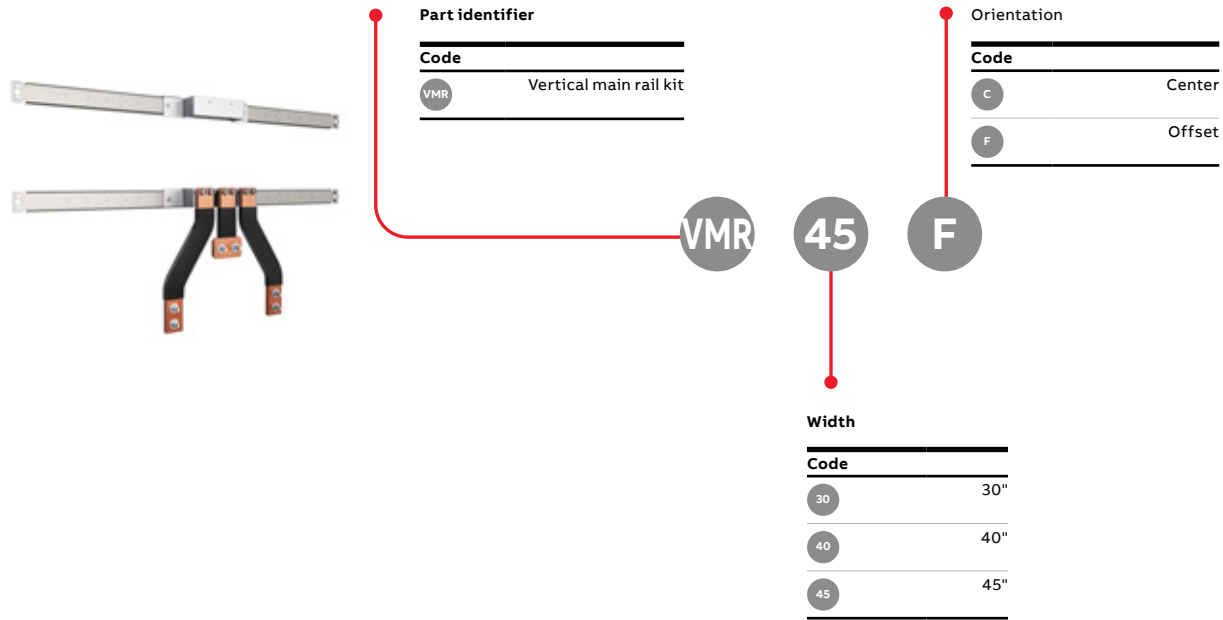 Part identifier
Code
VMR Vertical main rail kit
Orientation
Code
C Center
F Offset
VMR 45 F
Width
Code
30 30"
40 40"
45 45"